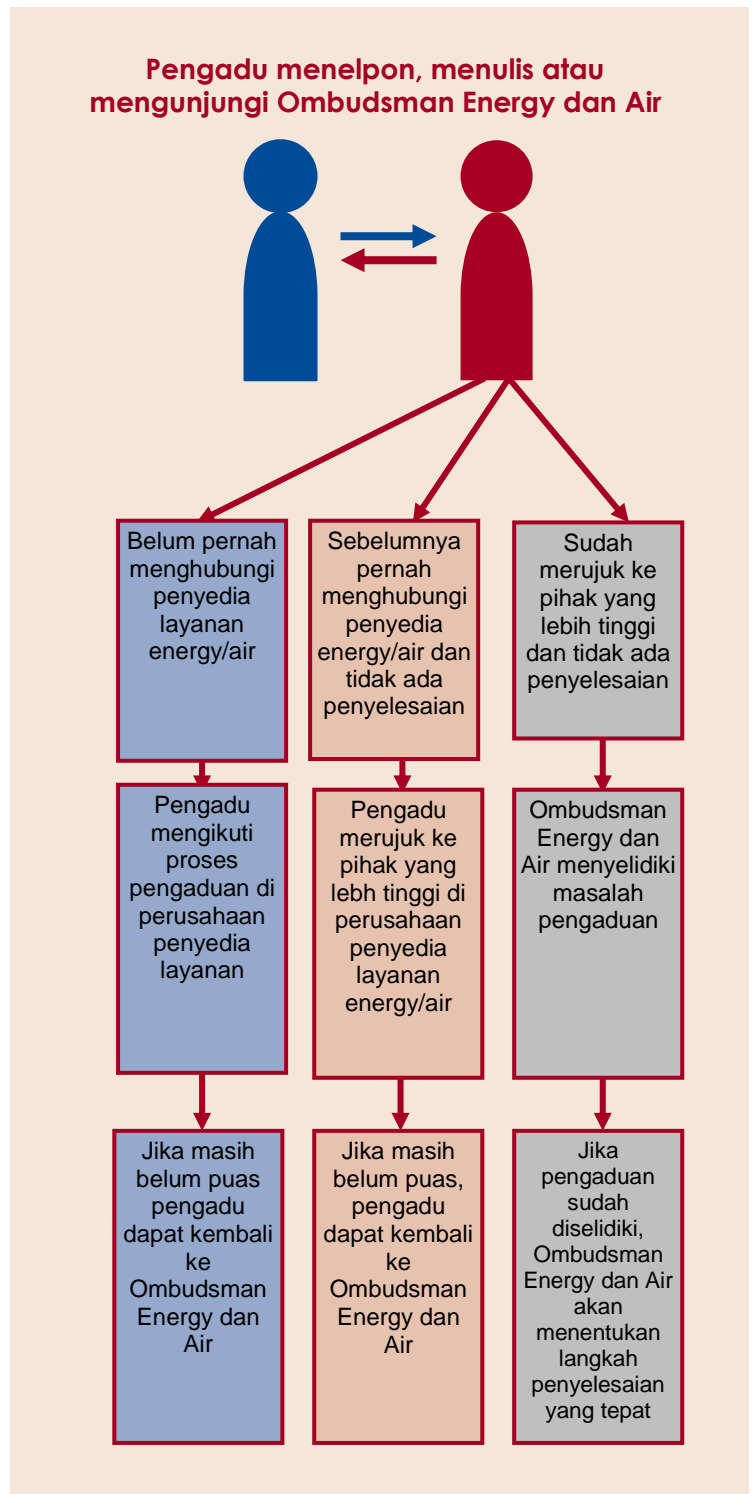 Pengadu menelpon, menulis atau
mengunjungi Ombudsman Energy dan Air
Belum pernah
menghubungi
penyedia
layanan
energy/air
Sebelumnya
pernah
menghubungi
penyedia
energy/air dan
tidak ada
penyelesaian
Sudah
merujuk ke
pihak yang
lebih tinggi
dan tidak ada
penyelesaian
Pengadu
mengikuti
proses
pengaduan di
perusahaan
penyedia
layanan
Pengadu
merujuk ke
pihak yang
lebh tinggi di
perusahaan
penyedia
layanan
energy/air
Ombudsman
Energy dan
Air menyelidiki
masalah
pengaduan
Jika masih
belum puas
pengadu
dapat kembali
ke
Ombudsman
Energy dan
Air
Jika masih
belum puas,
pengadu
dapat kembali
ke
Ombudsman
Energy dan
Air
Jika
pengaduan
sudah
diselidiki,
Ombudsman
Energy dan Air
akan
menentukan
langkah
penyelesaian
yang tepat